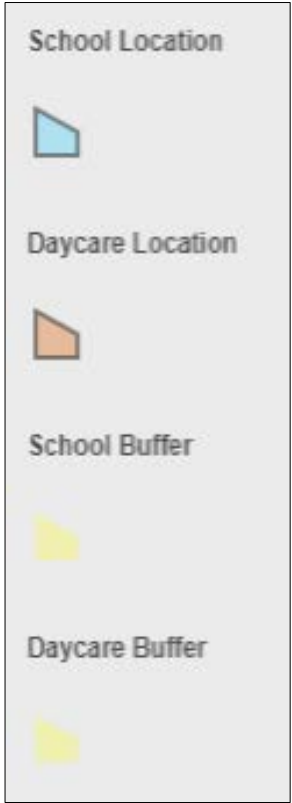 School Location
Daycare Location
School Buffer
Daycare Buffer